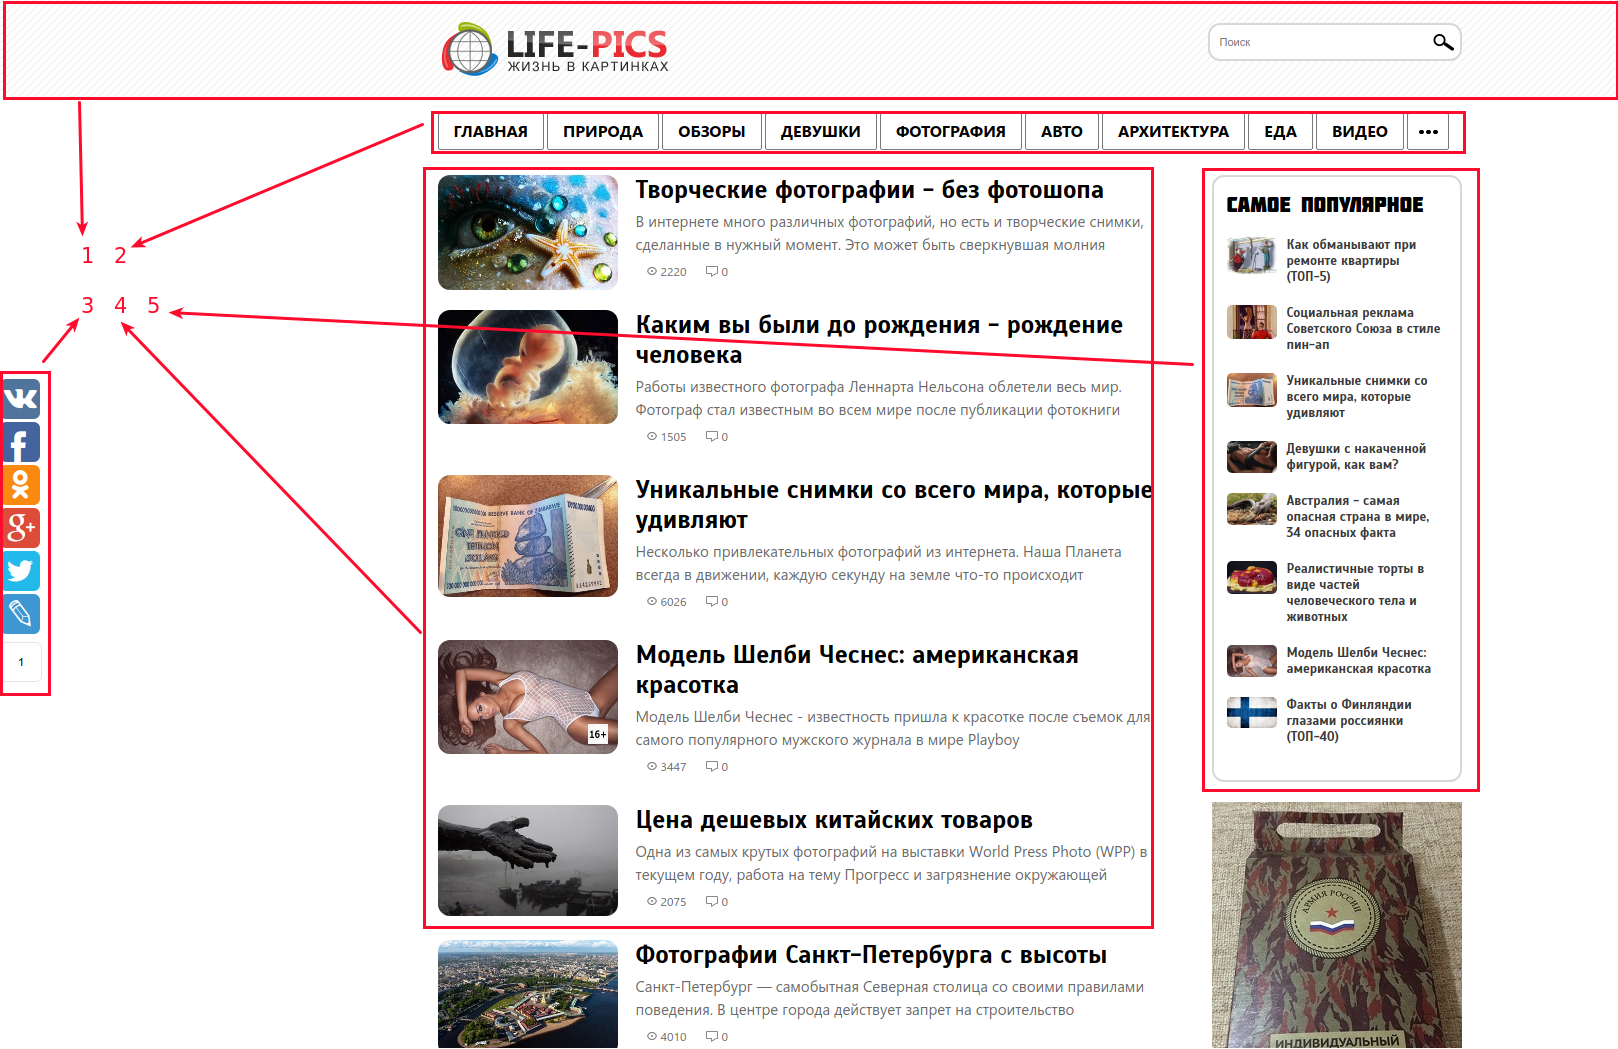 LIFE-PICS
ЖИЗНЬ В КАРТИНКАХ
Поиск
ГЛАВНАЯ ПРИРОДА ОБЗОРЫ ДЕВУШКИ ФОТОГРАФИЯ АВТО АРХИТЕКТУРА ЕДА ВИДЕО •••
1 2
3 4 5
1
Творческие фотографии - без фотошопа
В интернете много различных фотографий, но есть и творческие снимки,
сделанные в нужный момент. Это может быть сверкнувшая молния
2220 0
Каким вы были до рождения - рождение
человека
Работы известного фотографа Леннарта Нельсона облетели весь мир.
Фотограф стал известным во всем мире после публикации фотокниги
1505 0
RESERVE BANK OF ZIMBABWE
Уникальные снимки со всего мира, которые
удивляют
Несколько привлекательных фотографий из интернета. Наша Планета
всегда в движении, каждую секунду на земле что-то происходит
6026 0
16+
Модель Шелби Чеснес: американская
красотка
Модель Шелби Чеснес - известность пришла к красотке после съемок для
самого популярного мужского журнала в мире Playboy
3447 0
Цена дешевых китайских товаров
Одна из самых крутых фотографий на выставки World Press Photo (WPP) в
текущем году, работа на тему Прогресс и загрязнение окружающей
2075 0
Фотографии Санкт-Петербурга с высоты
Санкт-Петербург — самобытная Северная столица со своими правилами
поведения. В центре города действует запрет на строительство
4010 0
САМОЕ ПОПУЛЯРНОЕ
Как обманывают при
ремонте квартиры
(ТОП-5)
Социальная реклама
Советского Союза в стиле
пин-ап
Уникальные снимки со
всего мира, которые
удивляют
Девушки с накаченной
фигурой, как вам?
Австралия - самая
опасная страна в мире,
34 опасных факта
Реалистичные торты в
виде частей
человеческого тела и
животных
Модель Шелби Чеснес:
американская красотка
Факты о Финляндии
глазами россиянки
(ТОП-40)
АРМИЯ РОССИИ
ИНДИВИДУАЛЬНЫЙ